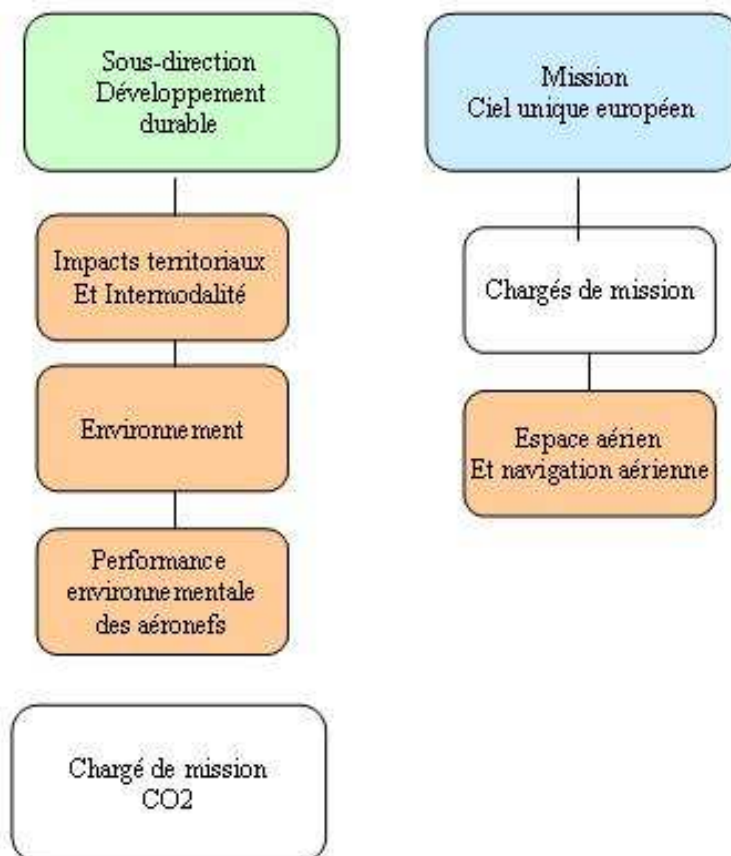 Sous-direction
Développement
durable
Impacts territoriaux
Et Intermodalité
Environnement
Performance
environnementale
des aéronefs
Chargé de mission
CO2
Mission
Ciel unique européen
Chargés de mission
Espace aérien
Et navigation aérienne